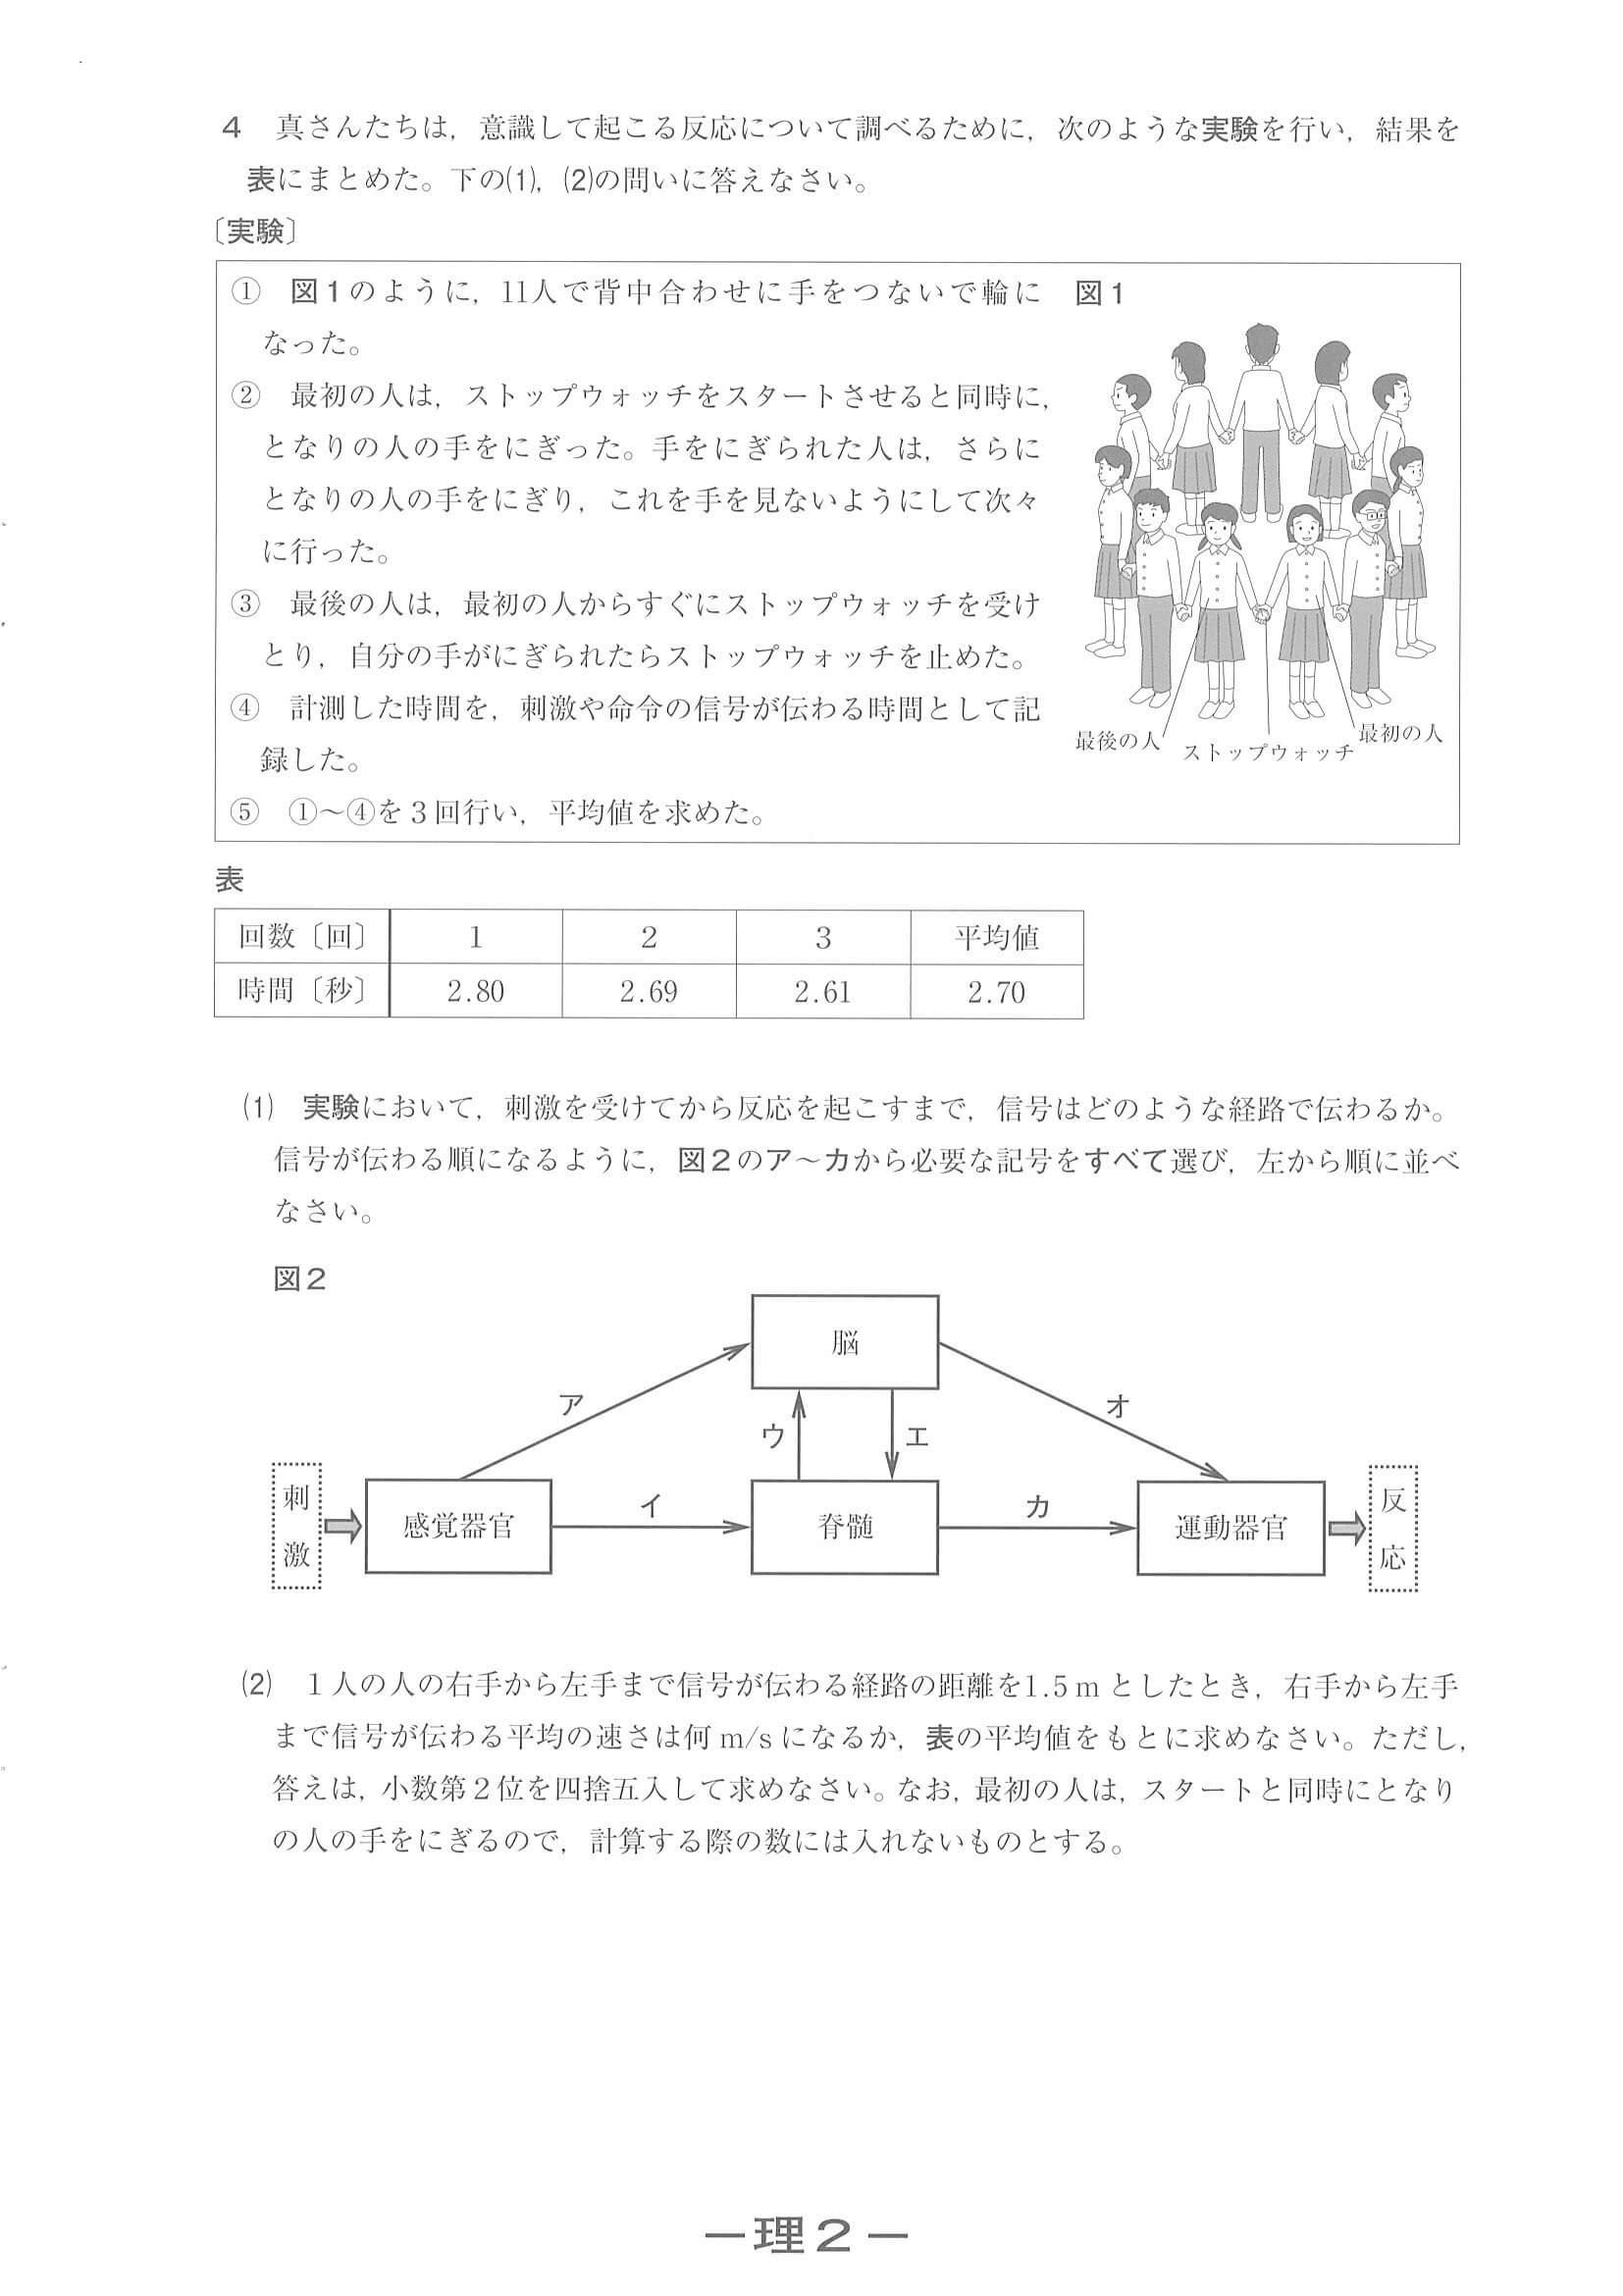 4　真さんたちは，意識して起こる反応について調べるために，次のような実験を行い，結果を
表にまとめた。下の⑴，⑵の問いに答えなさい。
〔実験〕
①　図1のように，11人で背中合わせに手をつないで輪に
なった。
②　最初の人は，ストップウォッチをスタートさせると同時に，
となりの人の手をにぎった。手をにぎられた人は，さらに
となりの人の手をにぎり，これを手を見ないようにして次々
に行った。
③　最後の人は，最初の人からすぐにストップウォッチを受け
とり，自分の手がにぎられたらストップウォッチを止めた。
④　計測した時間を，刺激や命令の信号が伝わる時間として記
録した。
⑤　①～④を3回行い，平均値を求めた。
図1
最後の人
ストップウォッチ
最初の人
表
回数〔回〕 1 2 3 平均値
時間〔秒〕 2.80 2.69 2.61 2.70
⑴　実験において，刺激を受けてから反応を起こすまで，信号はどのような経路で伝わるか。
信号が伝わる順になるように，図2のア～カから必要な記号をすべて選び，左から順に並べ
なさい。
図2
脳
ア
オ
ウ
エ
刺激
感覚器官
イ
脊髄
カ
運動器官
反応
⑵　1人の人の右手から左手まで信号が伝わる経路の距離を1.5mとしたとき，右手から左手
まで信号が伝わる平均の速さは何m/sになるか，表の平均値をもとに求めなさい。ただし，
答えは，小数第2位を四捨五入して求めなさい。なお，最初の人は，スタートと同時にとなり
の人の手をにぎるので，計算する際の数には入れないものとする。
－理2－